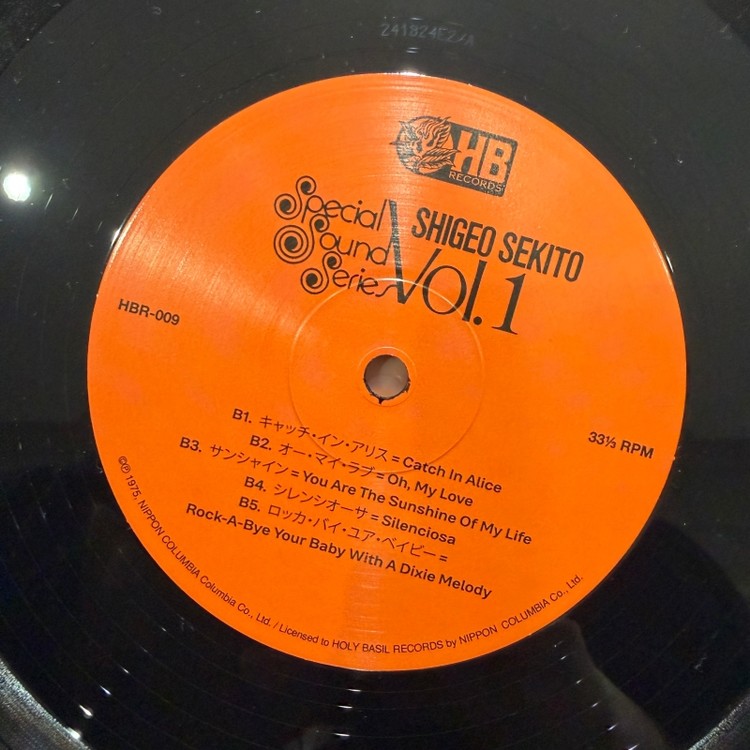 HB
RECORDS
Special
Sound
Series
Vol. 1
SHIGEO SEKITO
HBR-009
33⅓ RPM
B1. キャッチ・イン・アリス = Catch In Alice
B2. オー・マイ・ラブ = Oh, My Love
B3. サンシャイン = You Are The Sunshine Of My Life
B4. シレンシオーサ = Silenciosa
B5. ロッカ・バイ・ユア・ベイビー =
Rock-A-Bye Your Baby With A Dixie Melody
©℗ 1975, NIPPON COLUMBIA Columbia Co., Ltd. / Licensed to HOLY BASIL RECORDS by NIPPON COLUMBIA Co., Ltd.